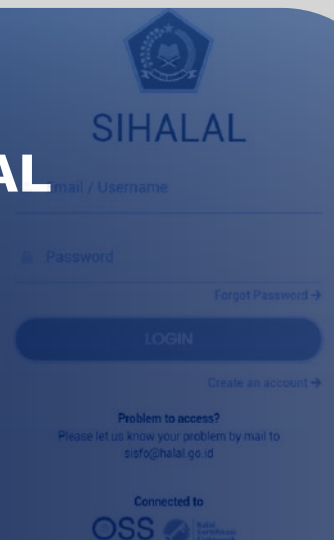 SIHALAL
AL
Email / Username
Password
Forgot Password →
LOGIN
Create an account →
Problem to access?
Please let us know your problem by mail to
sisfo@halal.go.id
Connected to
OSS